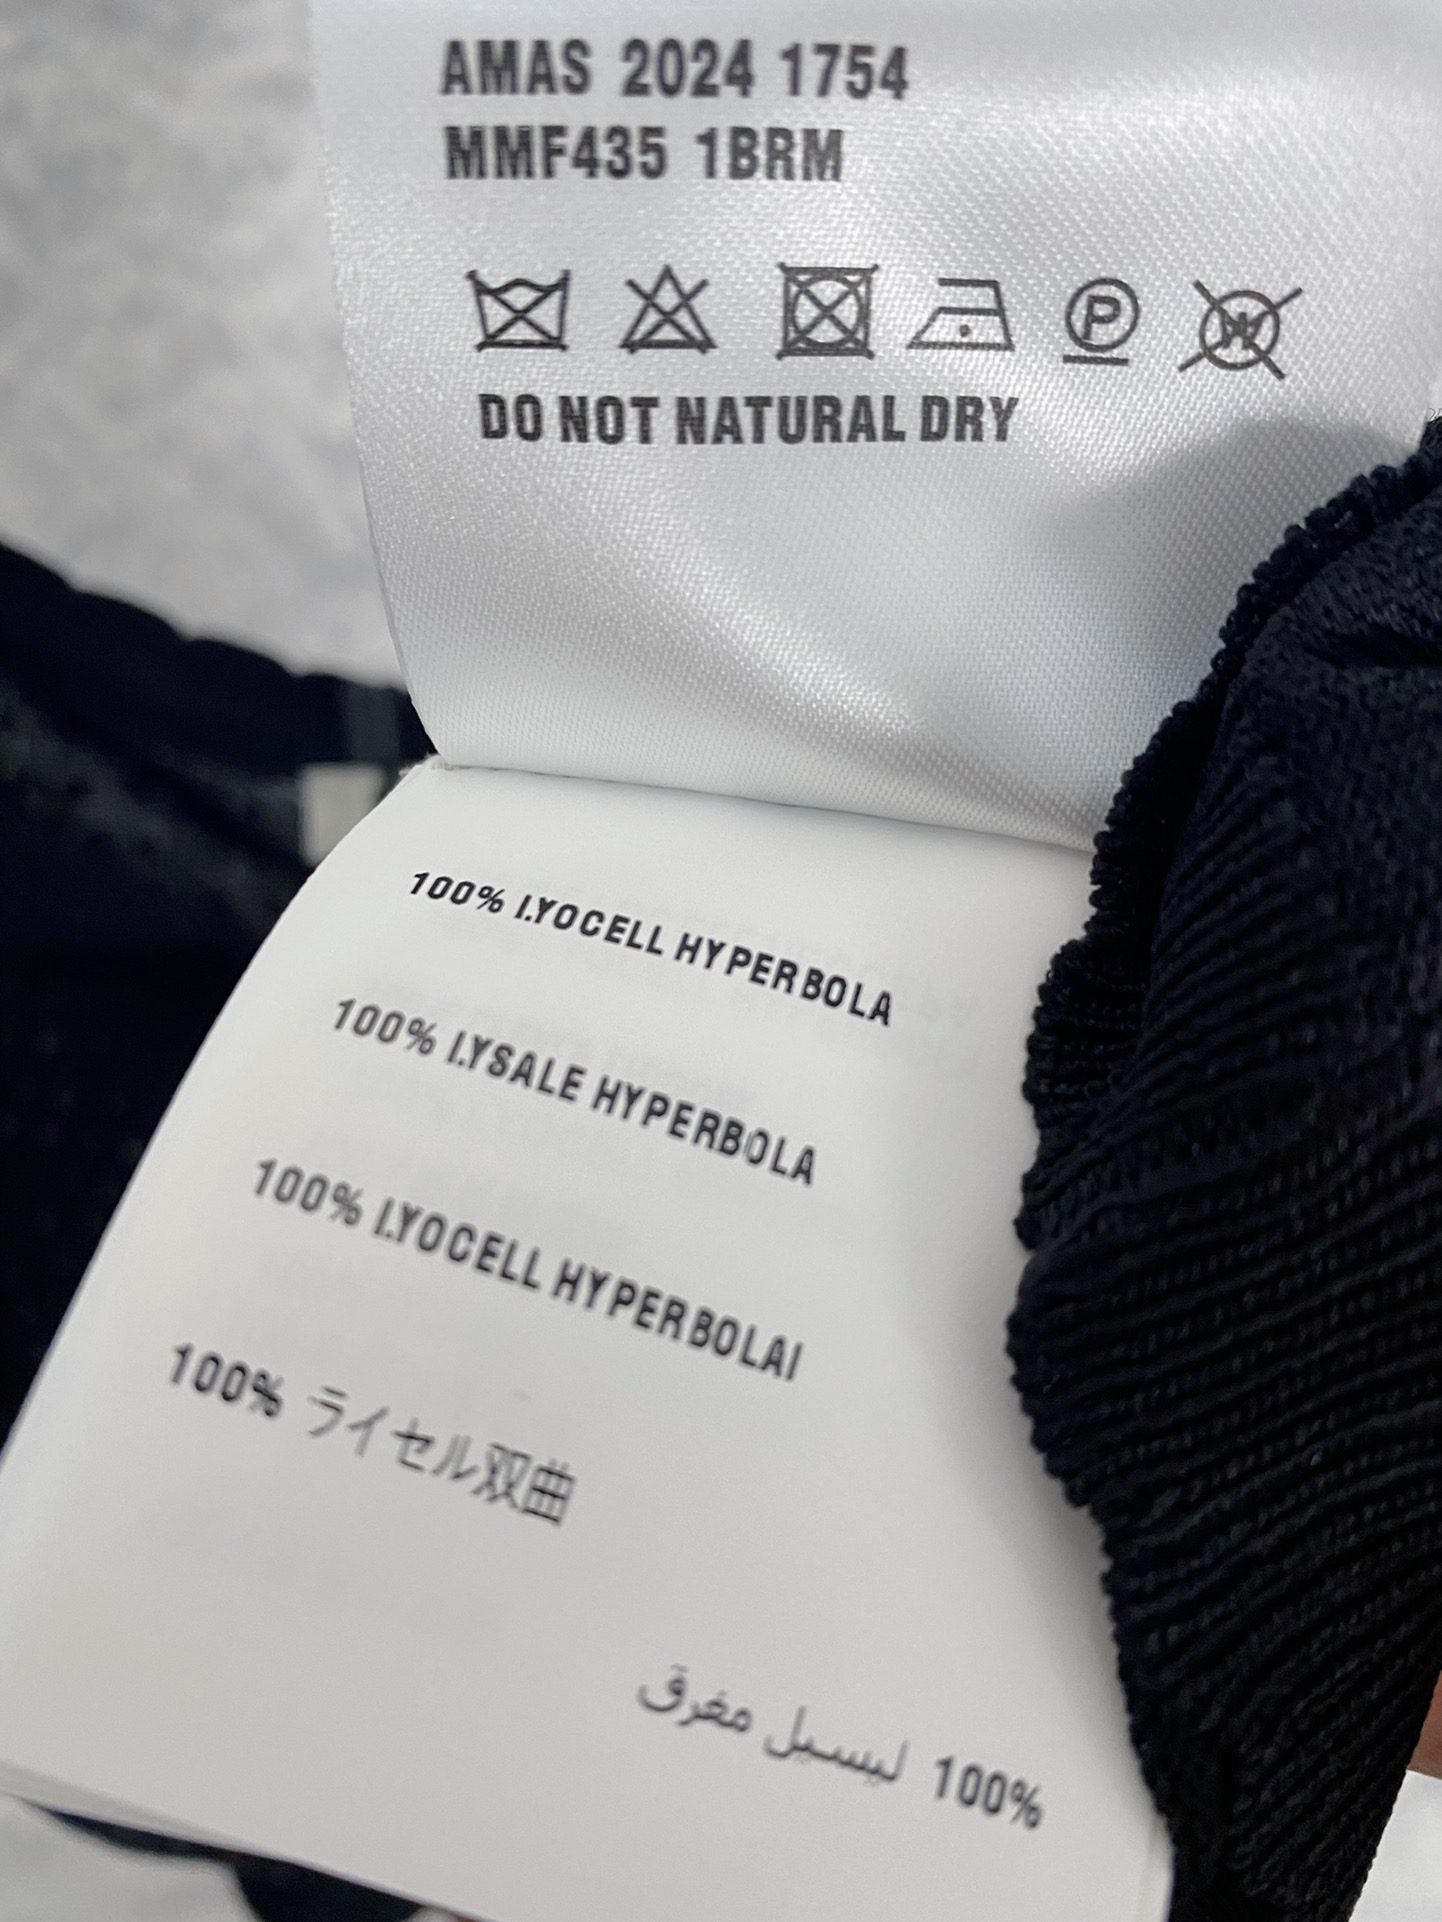 AMAS 2024 1754
MMF435 1BRM
DO NOT NATURAL DRY
100% I.YOCELL HYPERBOLA
100% I.YSALE HYPERBOLA
100% I.YOCELL HYPERBOLAI
100% ライセル双曲
100% ليسيل مغرق